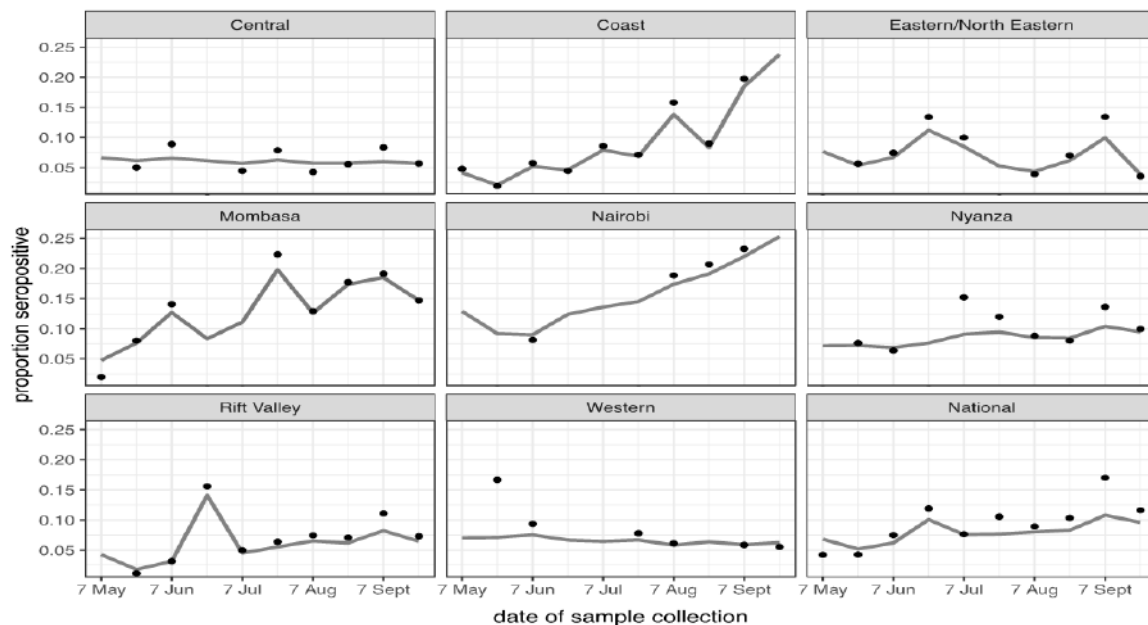 Central Coast Eastern/North Eastern
0.25
0.20
0.15
0.10
0.05
Mombasa Nairobi Nyanza
0.25
0.20
0.15
0.10
0.05
proportion seropositive
Rift Valley Western National
0.25
0.20
0.15
0.10
0.05
7 May 7 Jun 7 Jul 7 Aug 7 Sept 7 May 7 Jun 7 Jul 7 Aug 7 Sept 7 May 7 Jun 7 Jul 7 Aug 7 Sept
date of sample collection